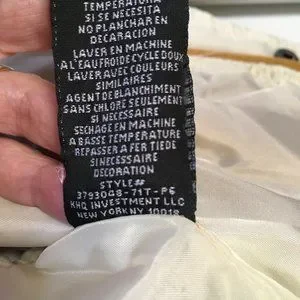 TEMPERATURA
SI SE NECESITA
NO PLANCHAR EN
DECARACION
LAVER EN MACHINE
A L'EAU FROIDE CYCLE DOUX
LAVER AVEC COULEURS
SIMILAIRES
AGENT DE BLANCHIMENT
SANS CHLORE SEULEMENT
SI NECESSAIRE
SECHAGE EN MACHINE
A BASSE TEMPERATURE
REPASSER A FER TIEDE
SI NECESSAIRE
DECORATION
STYLE#
3793048-71T-P6
KHQ INVESTMENT LLC
NEW YORK NY 10018